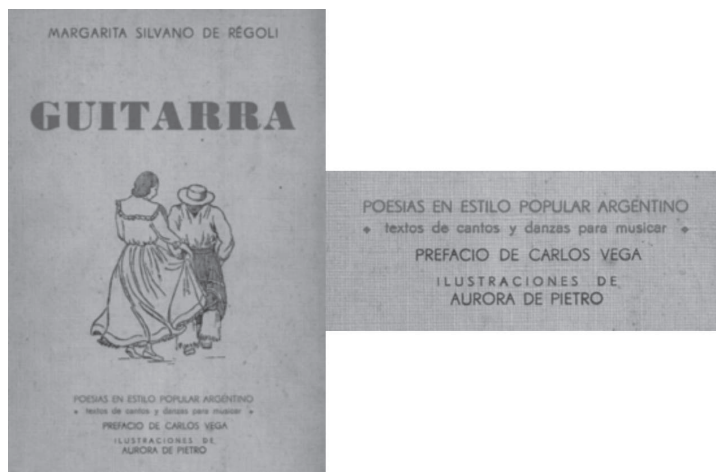 MARGARITA SILVANO DE RÉGOLI
GUITARRA
POESIAS EN ESTILO POPULAR ARGENTINO
textos de cantos y danzas para musicar
PREFACIO DE CARLOS VEGA
ILUSTRACIONES DE
AURORA DE PIETRO
POESIAS EN ESTILO POPULAR ARGENTINO
textos de cantos y danzas para musicar
PREFACIO DE CARLOS VEGA
ILUSTRACIONES DE
AURORA DE PIETRO